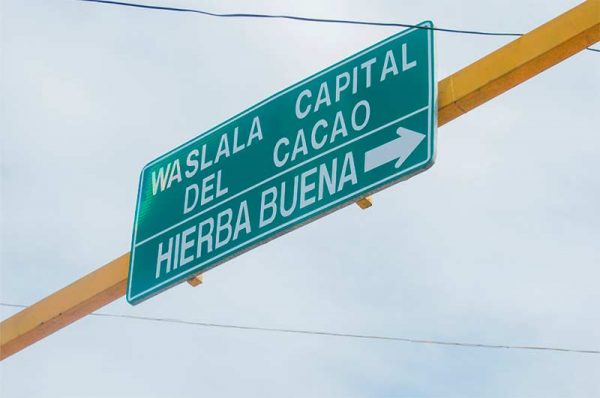 WASLALA CAPITAL
DEL CACAO
HIERBA BUENA